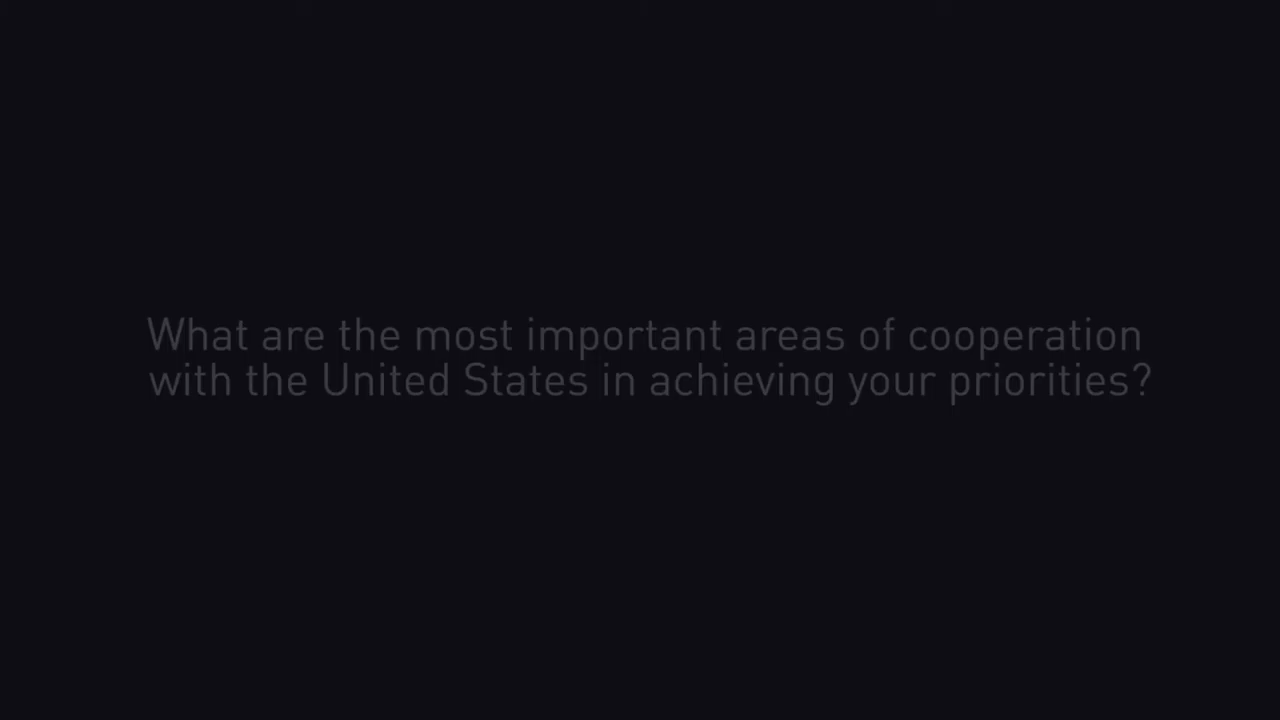 What are the most important areas of cooperation
with the United States in achieving your priorities?